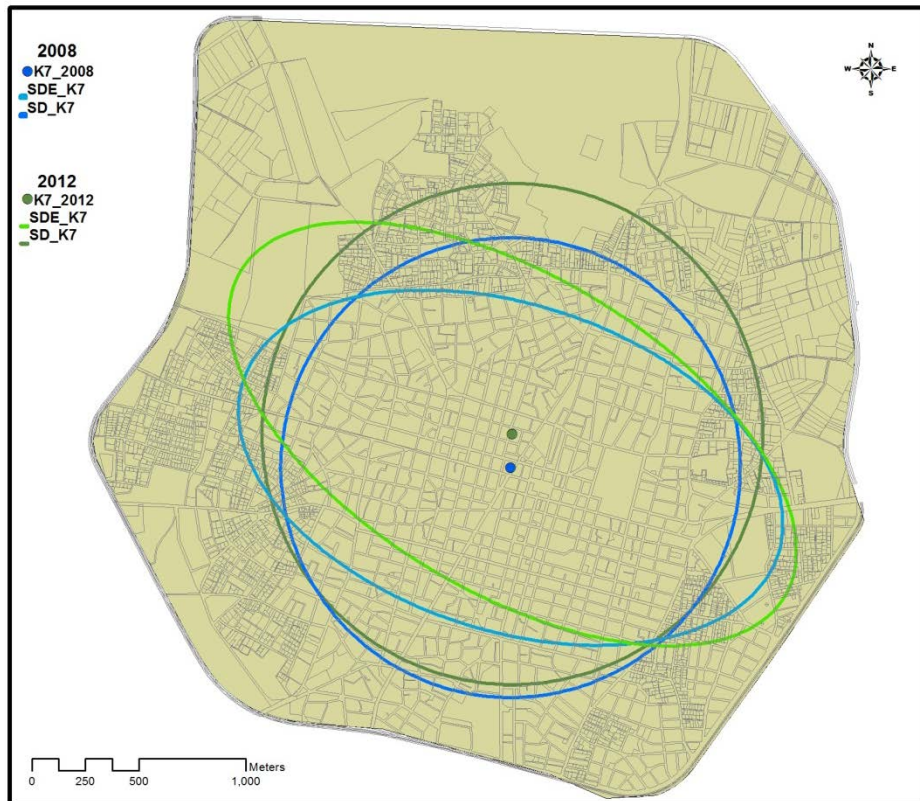 2008
K7_2008
SDE_K7
SD_K7
2012
K7_2012
SDE_K7
SD_K7
N
W E
S
Meters
0 250 500 1,000